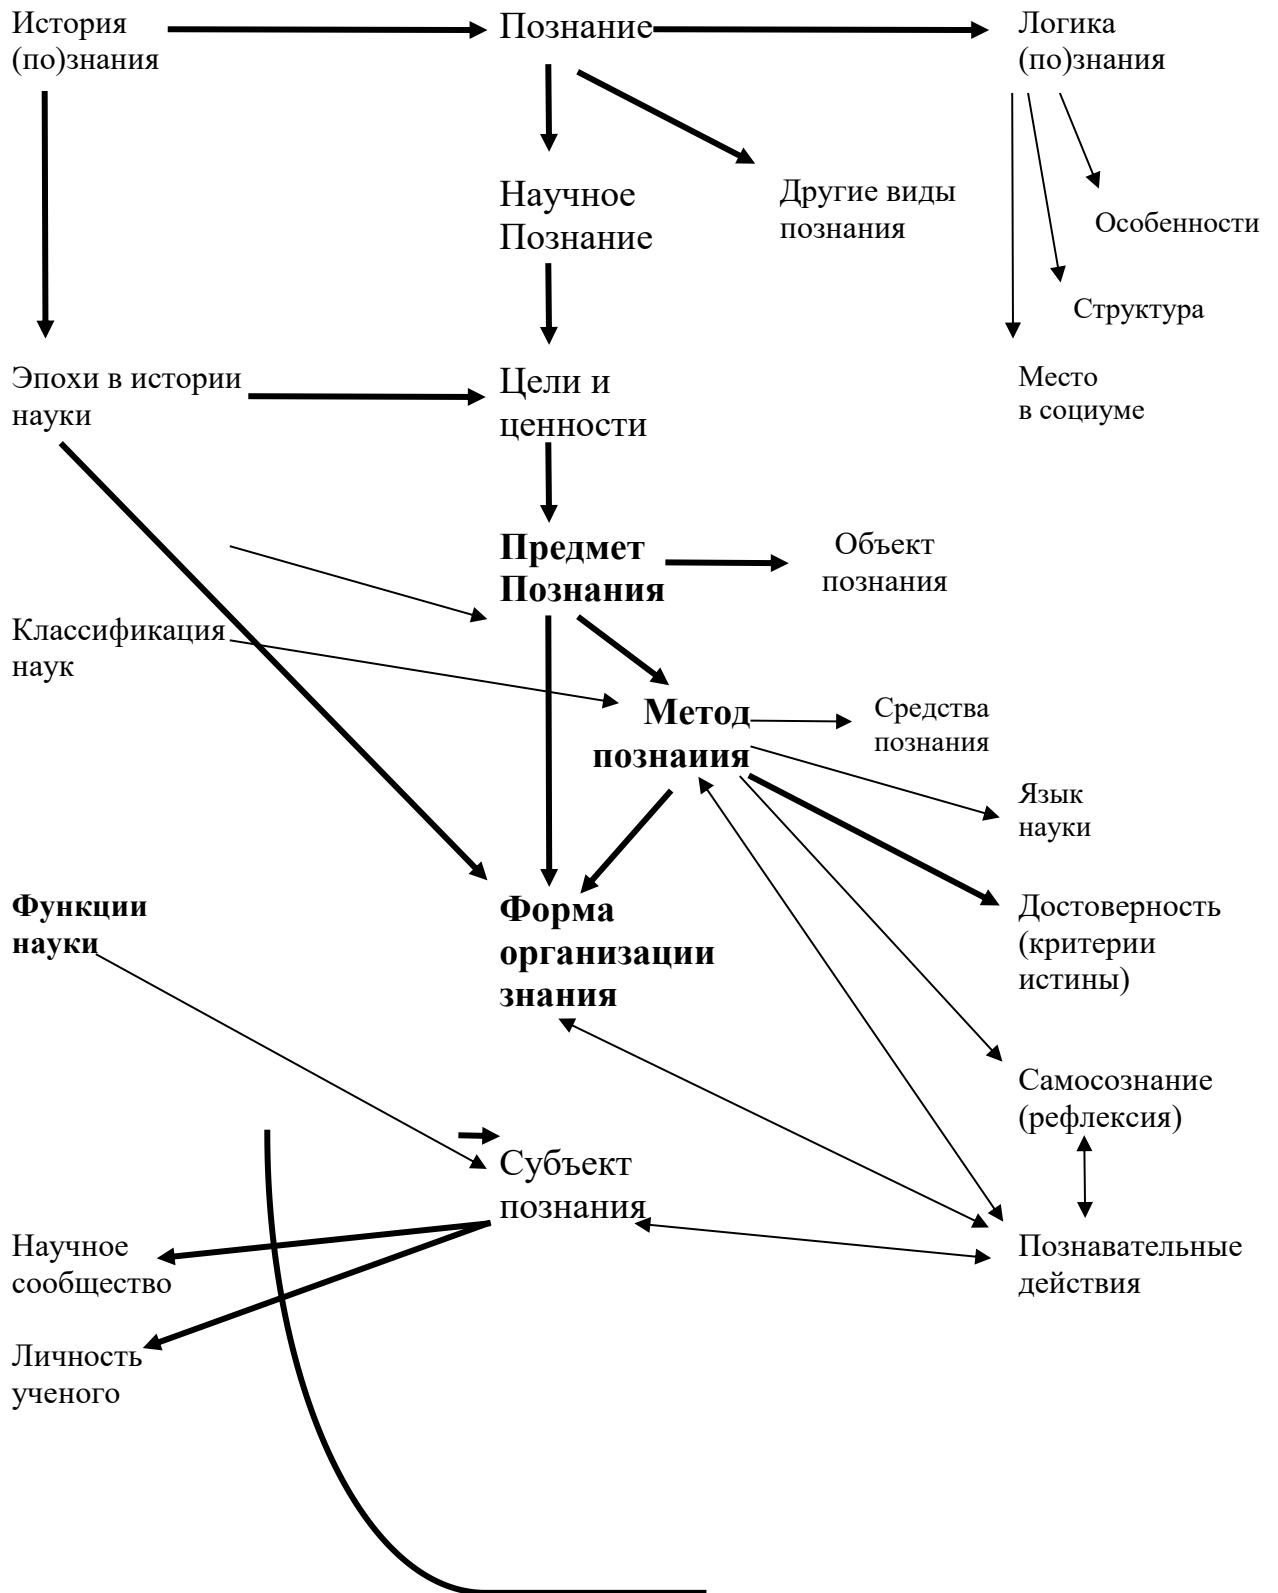 История
(по)знания
Познание
Логика
(по)знания
Научное
Познание
Другие виды
познания
Особенности
Структура
Эпохи в истории
науки
Цели и
ценности
Место
в социуме
Предмет
Познания
Объект
познания
Классификация
наук
Метод
познаиия
Средства
познания
Язык
науки
Функции
науки
Форма
организации
знания
Достоверность
(критерии
истины)
Самосознание
(рефлексия)
Субъект
познания
Научное
сообщество
Познавательные
действия
Личность
ученого